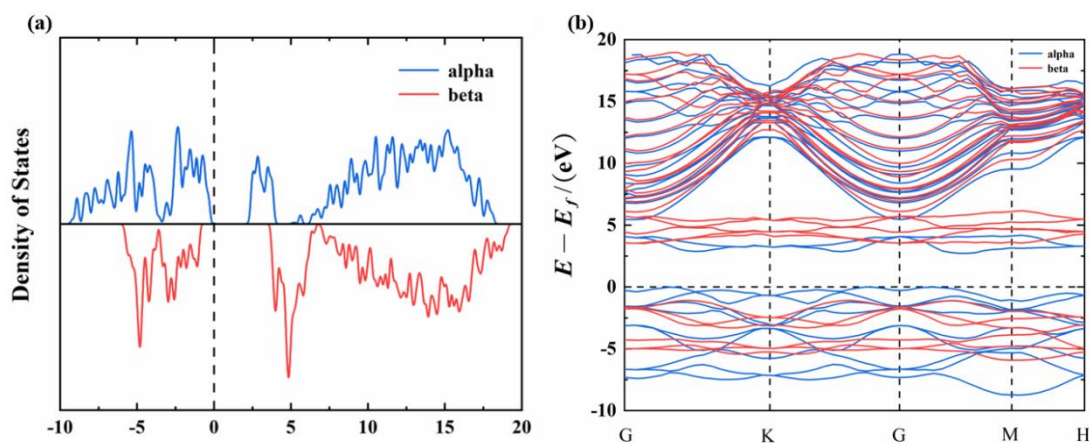 (a)
alpha
beta
Density of States
-10 -5 0 5 10 15 20
(b)
20
15
10
5
0
-5
-10
E − E_f /(eV)
alpha
beta
G K G M H